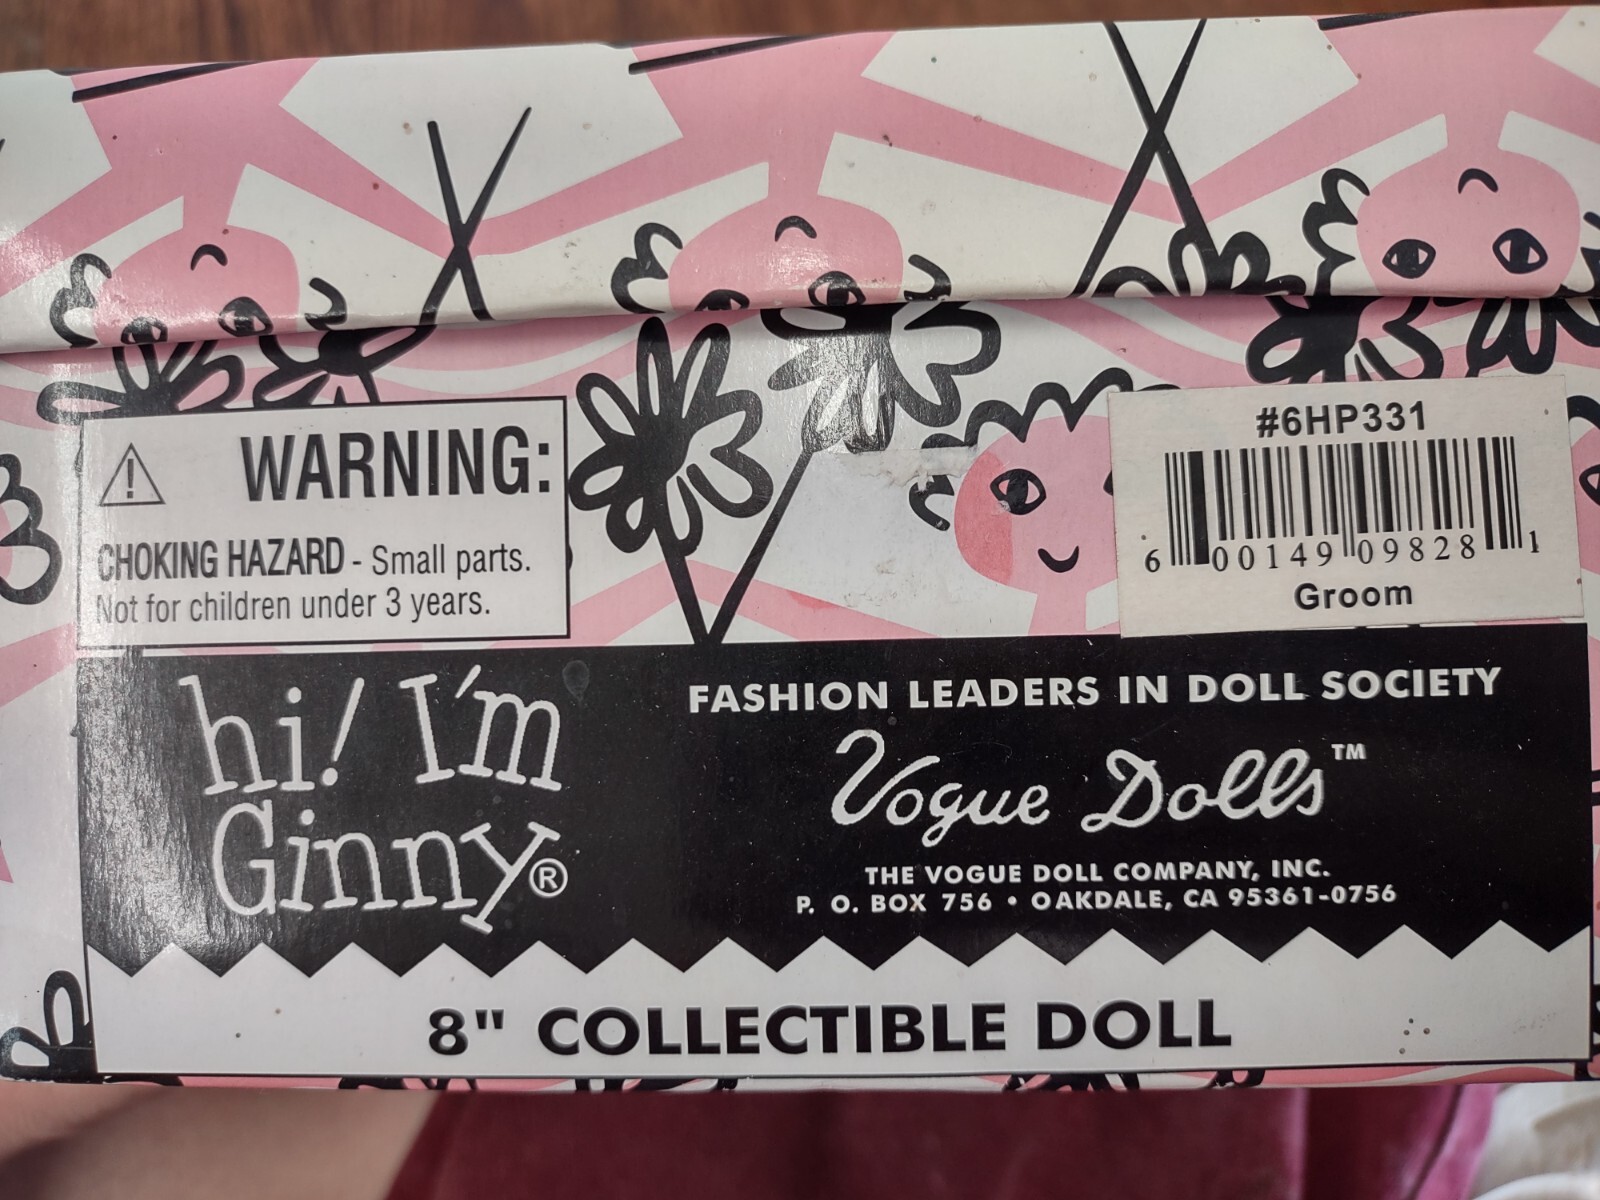 WARNING:
CHOKING HAZARD - Small parts.
Not for children under 3 years.
#6HP331
6 00149 09828 1
Groom
hi! I'm
Ginny®
FASHION LEADERS IN DOLL SOCIETY
Vogue Dolls™
THE VOGUE DOLL COMPANY, INC.
P. O. BOX 756 • OAKDALE, CA 95361-0756
8" COLLECTIBLE DOLL